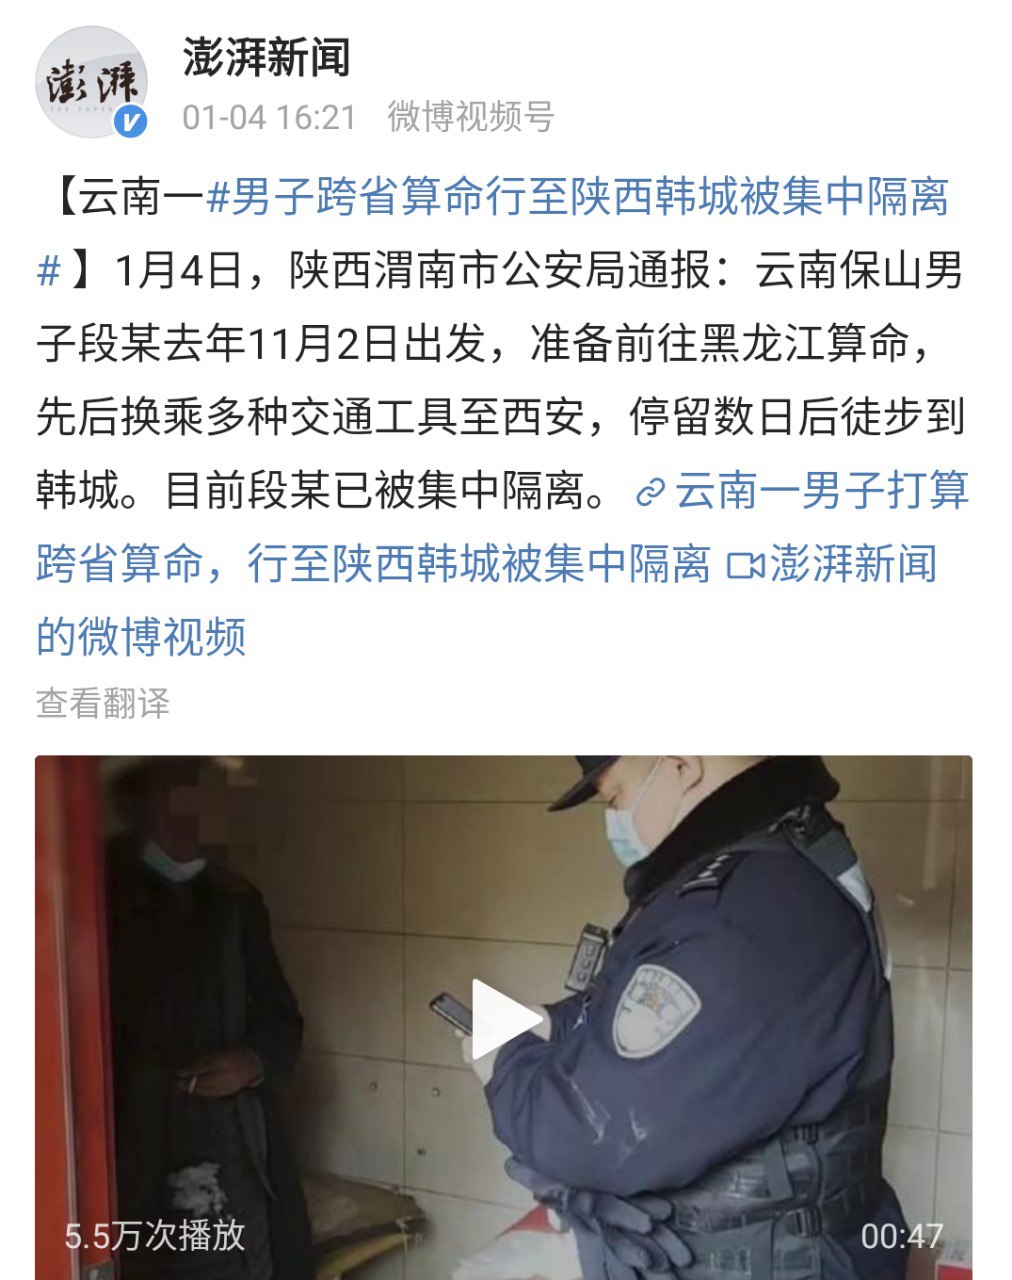 澎湃
THE PAPER
澎湃新闻
01-04 16:21 微博视频号
【云南一#男子跨省算命行至陕西韩城被集中隔离
#】1月4日，陕西渭南市公安局通报：云南保山男
子段某去年11月2日出发，准备前往黑龙江算命，
先后换乘多种交通工具至西安，停留数日后徒步到
韩城。目前段某已被集中隔离。云南一男子打算
跨省算命，行至陕西韩城被集中隔离 澎湃新闻
的微博视频
查看翻译
5.5万次播放
00:47